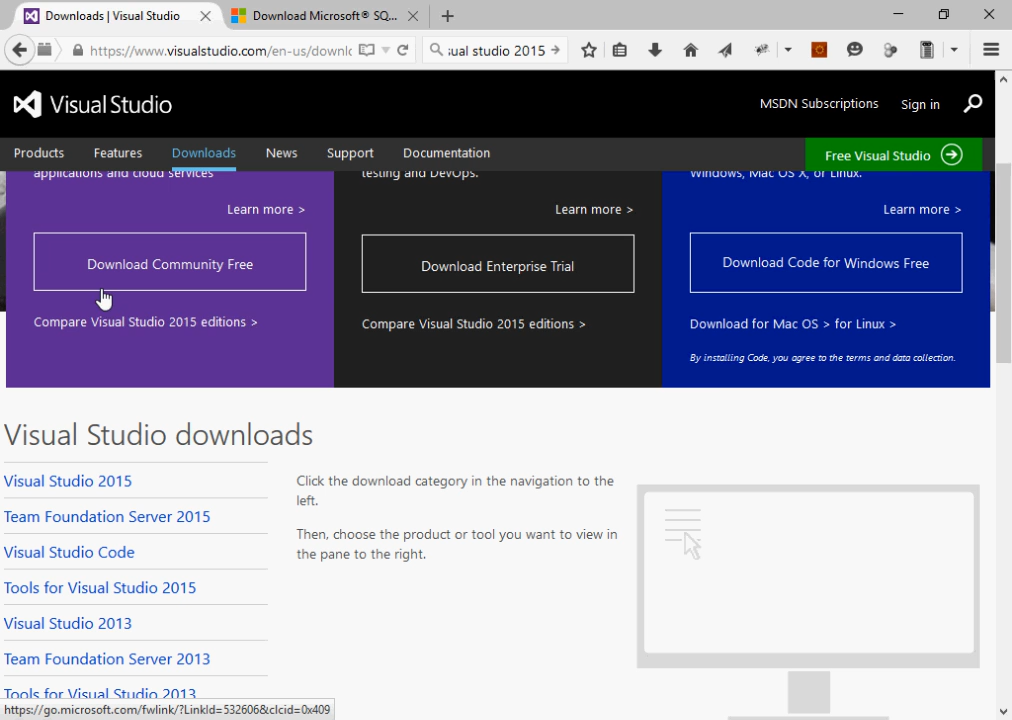 Downloads | Visual Studio
Download Microsoft® SQ...
https://www.visualstudio.com/en-us/downlo
ual studio 2015
Visual Studio
MSDN Subscriptions
Sign in
Products
Features
Downloads
News
Support
Documentation
Free Visual Studio
applications and cloud services
Learn more >
Download Community Free
Compare Visual Studio 2015 editions >
testing and DevOps.
Learn more >
Download Enterprise Trial
Compare Visual Studio 2015 editions >
Windows, Mac OS X, or Linux.
Learn more >
Download Code for Windows Free
Download for Mac OS > for Linux >
By installing Code, you agree to the terms and data collection.
Visual Studio downloads
Visual Studio 2015
Team Foundation Server 2015
Visual Studio Code
Tools for Visual Studio 2015
Visual Studio 2013
Team Foundation Server 2013
Tools for Visual Studio 2013
Click the download category in the navigation to the
left.
Then, choose the product or tool you want to view in
the pane to the right.
https://go.microsoft.com/fwlink/?LinkId=532606&clcid=0x409